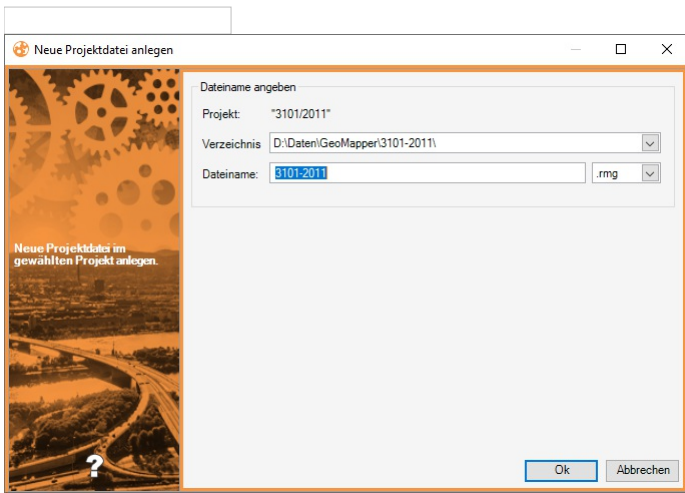 Neue Projektdatei anlegen
Dateiname angeben
Projekt: "3101/2011"
Verzeichnis D:\Daten\GeoMapper\3101-2011\
Dateiname: 3101-2011 .rmg
Neue Projektdatei im
gewählten Projekt anlegen.
?
Ok Abbrechen